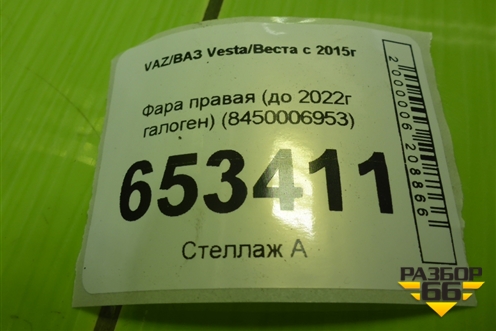 VAZ/ВАЗ Vesta/Веста с 2015г
Фара правая (до 2022г
галоген) (8450006953)
653411
Стеллаж А
2000006208866
РАЗБОР
66